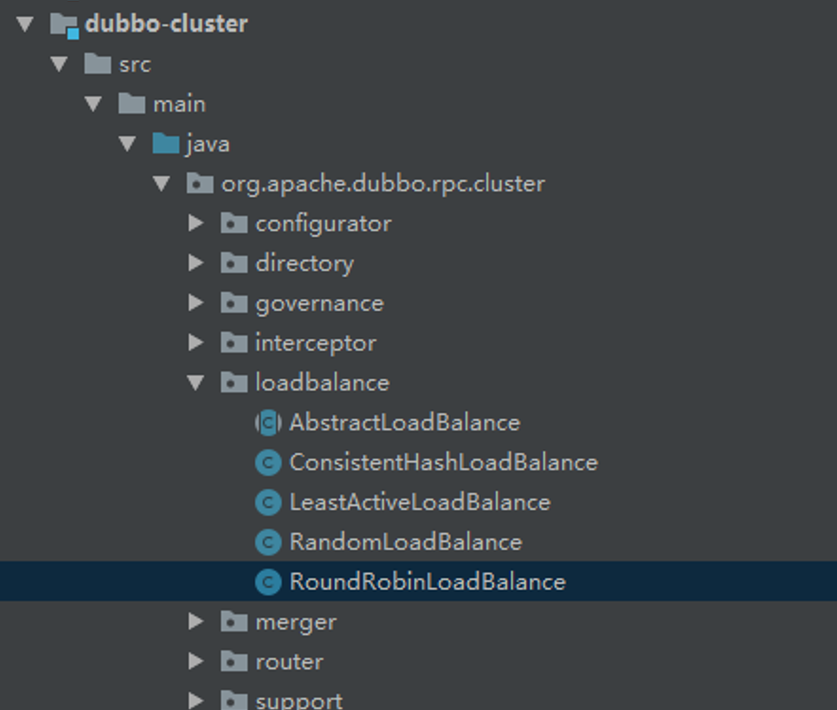 dubbo-cluster
src
main
java
org.apache.dubbo.rpc.cluster
configurator
directory
governance
interceptor
loadbalance
AbstractLoadBalance
ConsistentHashLoadBalance
LeastActiveLoadBalance
RandomLoadBalance
RoundRobinLoadBalance
merger
router
support